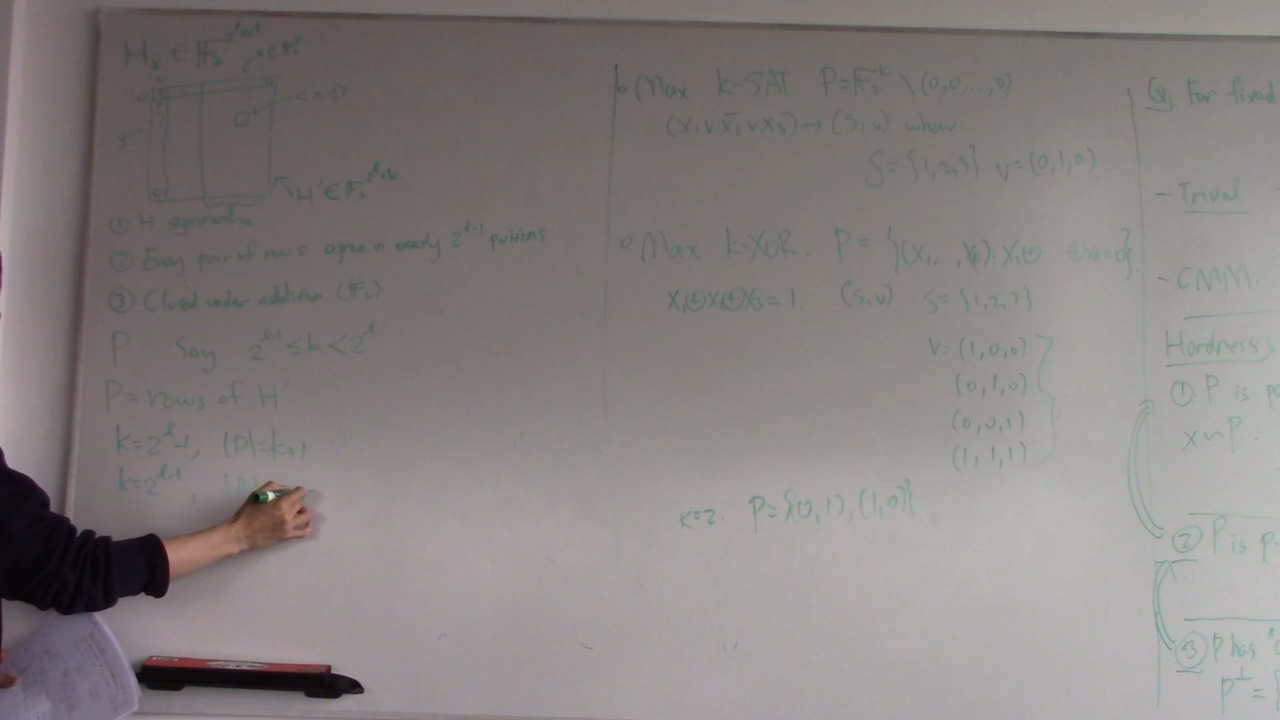 H_ℓ ∈ F_2^{2^ℓ×2^ℓ}
x ∈ F_2^ℓ
⟨x,y⟩
y
H' ∈ F_2^{2^ℓ×k}
① H symmetric
② Every pair of rows agree in exactly 2^{ℓ-1} positions
③ Closed under addition (F_2)
P Say 2^{ℓ-1} ≤ k < 2^ℓ
P = rows of H'
k=2^ℓ-1, |P|=k+1
k=2^{ℓ-1},
Max k-SAT P=F_2^k \ (0,0,...,0)
(x_1 ∨ x̄_2 ∨ x_3) → (S,v) where
S={1,2,3} v=(0,1,0)
Max k-XOR. P = {(x_1,..,x_k).
x_1⊕x_2⊕x_3=1 (S,v) S={1,2,3}
v=(1,0,0)
(0,1,0)
(0,0,1)
(1,1,1)
k=2. P={(0,1),(1,0)}
Q. For fixed
- Trivial
- CMM.
Hardness
① P is
x~P.
② P is
③ P has
P^⊥ = {